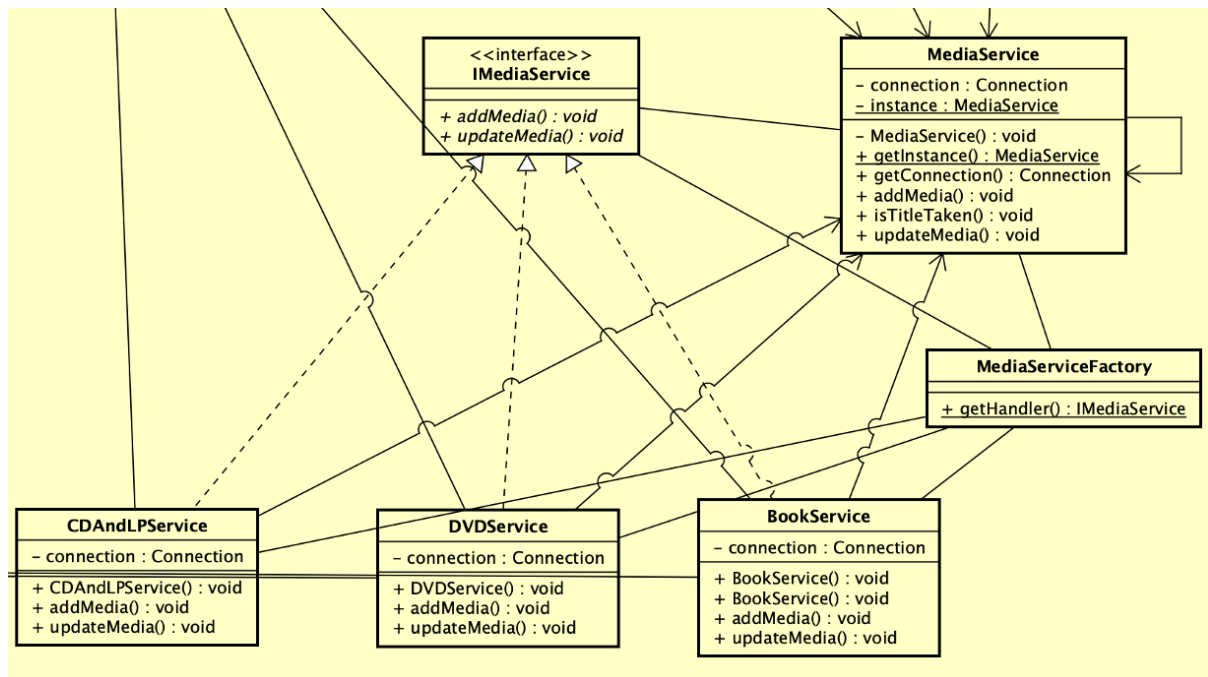 <<interface>>
IMediaService
+ addMedia() : void
+ updateMedia() : void
MediaService
– connection : Connection
– instance : MediaService
– MediaService() : void
+ getInstance() : MediaService
+ getConnection() : Connection
+ addMedia() : void
+ isTitleTaken() : void
+ updateMedia() : void
MediaServiceFactory
+ getHandler() : IMediaService
CDAndLPService
– connection : Connection
+ CDAndLPService() : void
+ addMedia() : void
+ updateMedia() : void
DVDService
– connection : Connection
+ DVDService() : void
+ addMedia() : void
+ updateMedia() : void
BookService
– connection : Connection
+ BookService() : void
+ BookService() : void
+ addMedia() : void
+ updateMedia() : void